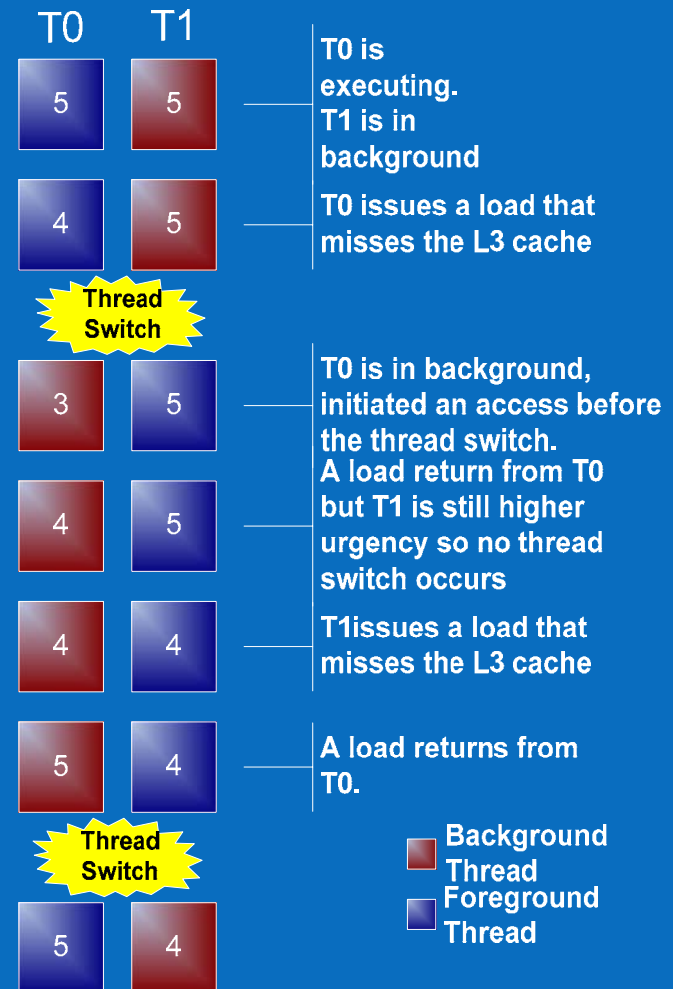 T0 T1
5 5
T0 is
executing.
T1 is in
background
4 5
T0 issues a load that
misses the L3 cache
Thread
Switch
3 5
T0 is in background,
initiated an access before
the thread switch.
4 5
A load return from T0
but T1 is still higher
urgency so no thread
switch occurs
4 4
T1issues a load that
misses the L3 cache
5 4
A load returns from
T0.
Thread
Switch
Background
Thread
Foreground
Thread
5 4